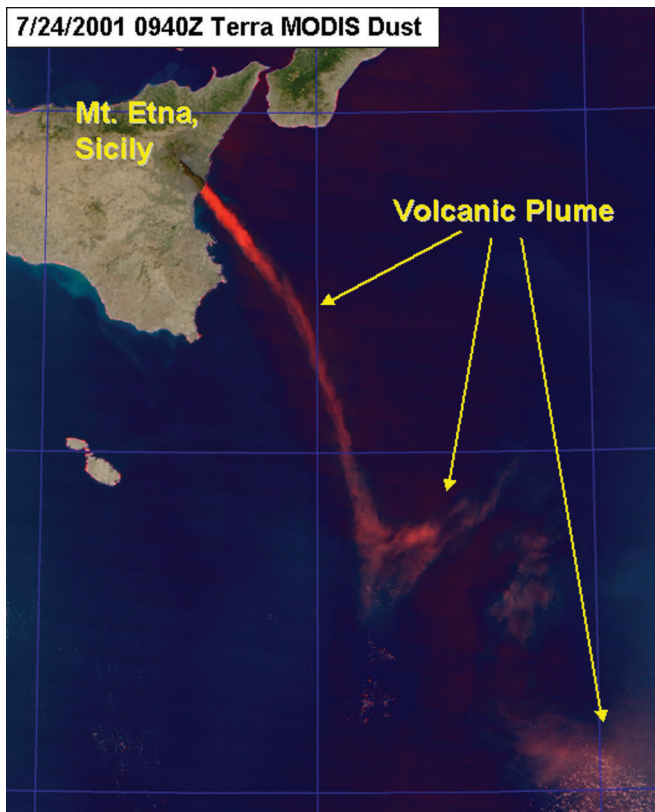 7/24/2001 0940Z Terra MODIS Dust
Mt. Etna,
Sicily
Volcanic Plume